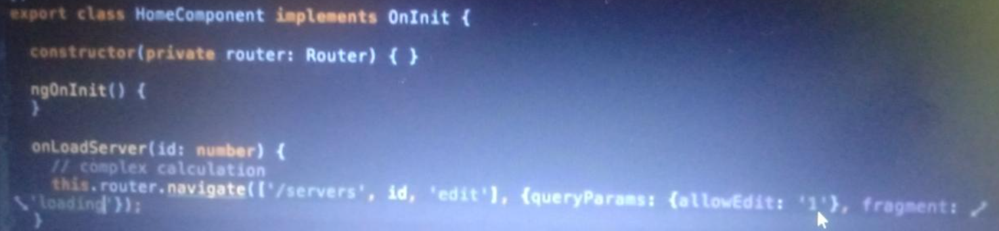 export class HomeComponent implements OnInit {
constructor(private router: Router) { }
ngOnInit() {
}
onLoadServer(id: number) {
// complex calculation
this.router.navigate(['/servers', id, 'edit'], {queryParams: {allowEdit: '1'}, fragment:
'loading'});
}